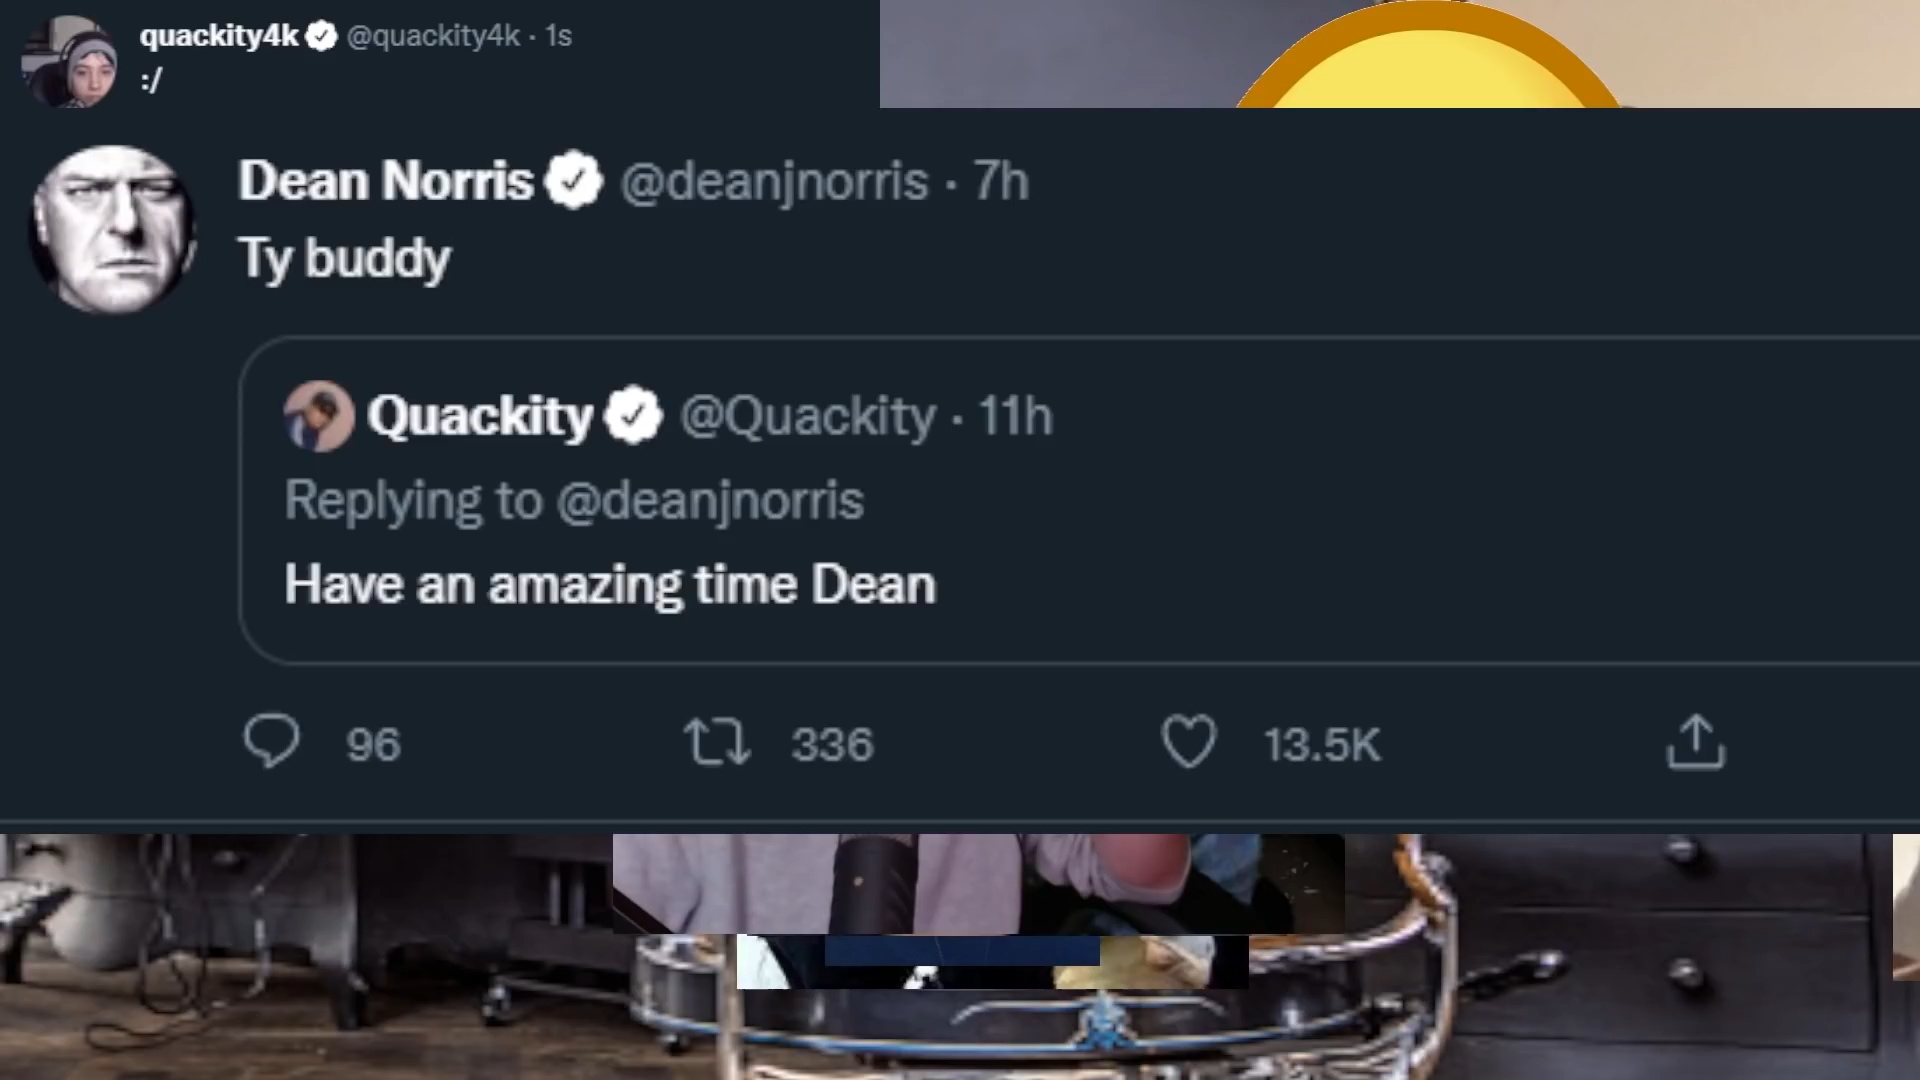 quackity4k @quackity4k · 1s
:/
Dean Norris @deanjnorris · 7h
Ty buddy
Quackity @Quackity · 11h
Replying to @deanjnorris
Have an amazing time Dean
96 336 13.5K